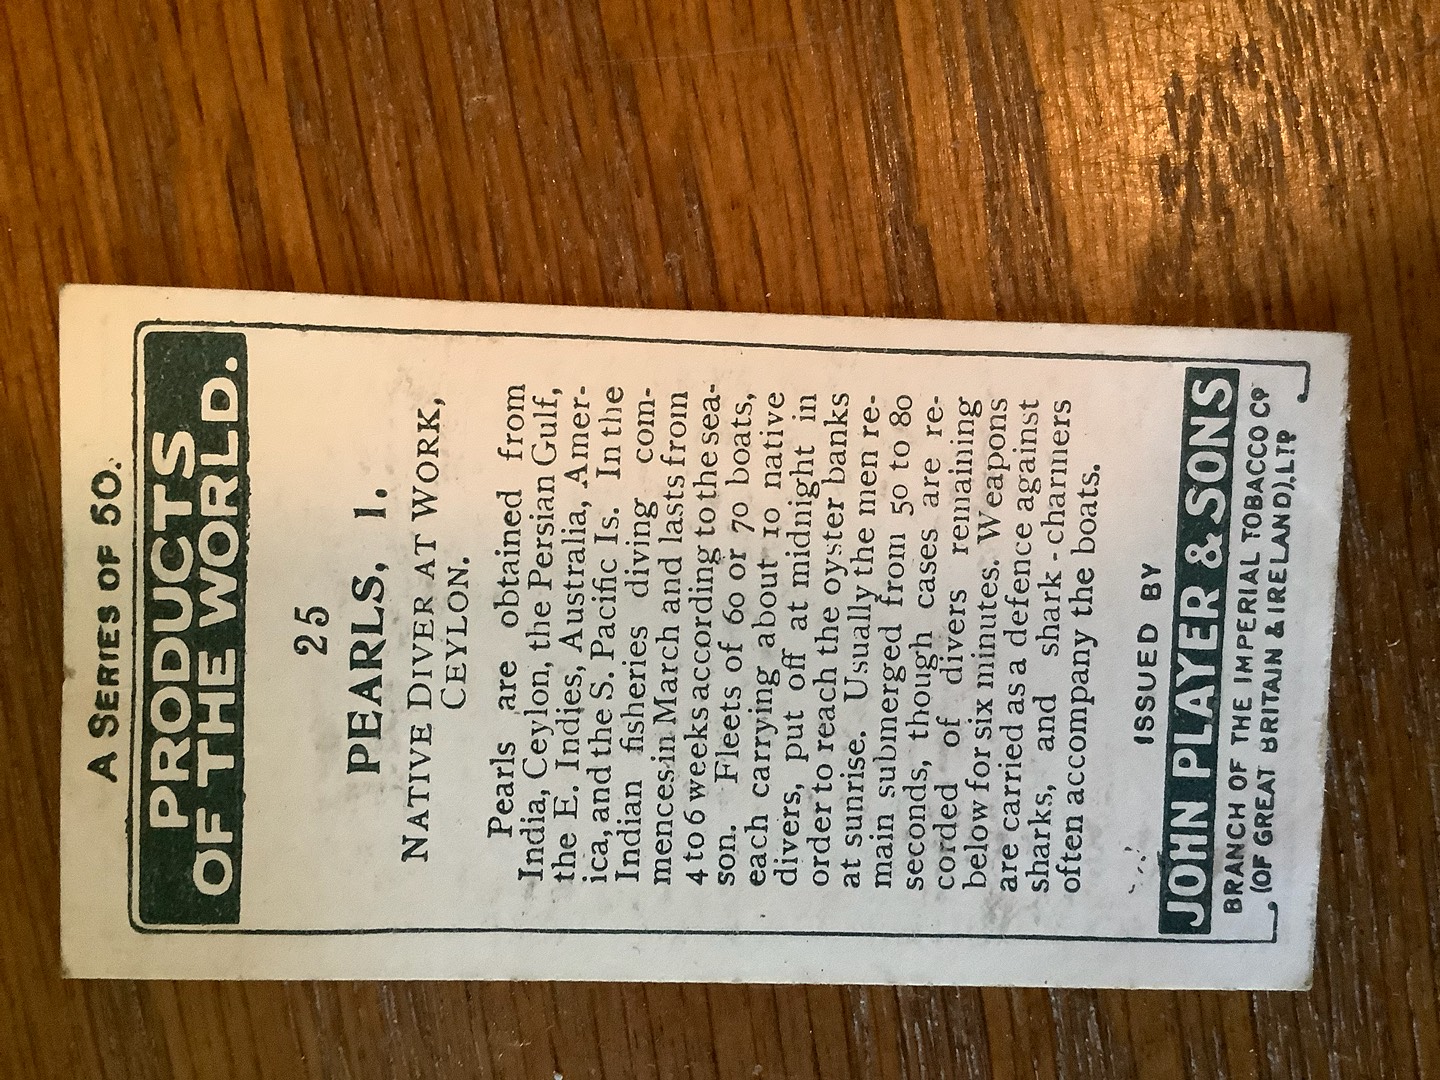 A SERIES OF 50.
PRODUCTS
OF THE WORLD.
25
PEARLS, 1.
NATIVE DIVER AT WORK,
CEYLON.
Pearls are obtained from
India, Ceylon, the Persian Gulf,
the E. Indies, Australia, Amer-
ica, and the S. Pacific Is. In the
Indian fisheries diving com-
mences in March and lasts from
4 to 6 weeks according to the sea-
son. Fleets of 60 or 70 boats,
each carrying about 10 native
divers, put off at midnight in
order to reach the oyster banks
at sunrise. Usually the men re-
main submerged from 50 to 80
seconds, though cases are re-
corded of divers remaining
below for six minutes. Weapons
are carried as a defence against
sharks, and shark-charmers
often accompany the boats.
ISSUED BY
JOHN PLAYER & SONS
BRANCH OF THE IMPERIAL TOBACCO CO
(OF GREAT BRITAIN & IRELAND), LTD